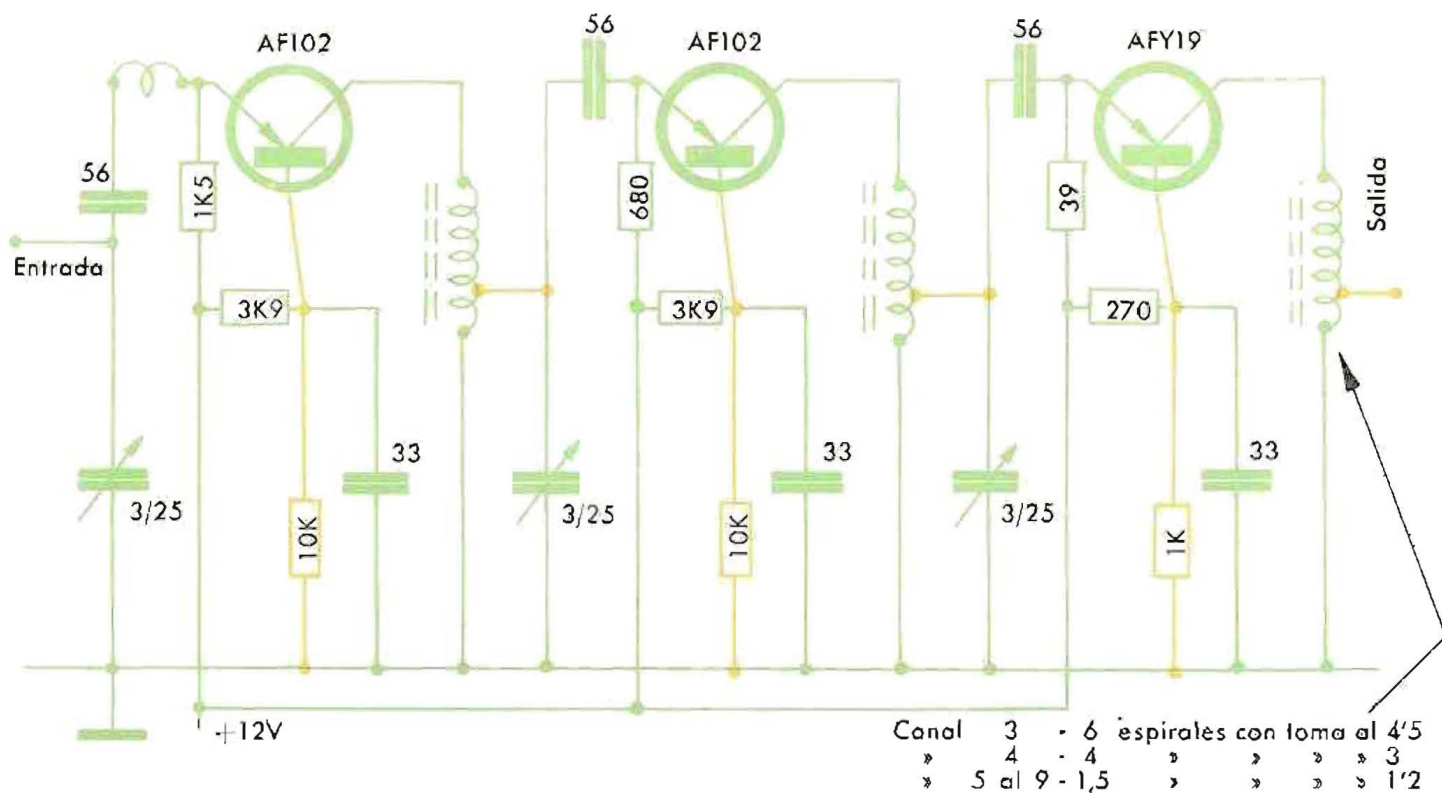 56
AF102
56
AF102
56
AFY19
1K5
680
39
Salida
Entrada
3K9
3K9
270
33
33
33
3/25
3/25
3/25
10K
10K
1K
+12V
Canal 3 - 6 espirales con toma al 4'5
» 4 - 4 » » » » 3
» 5 al 9 - 1,5 » » » » 1'2